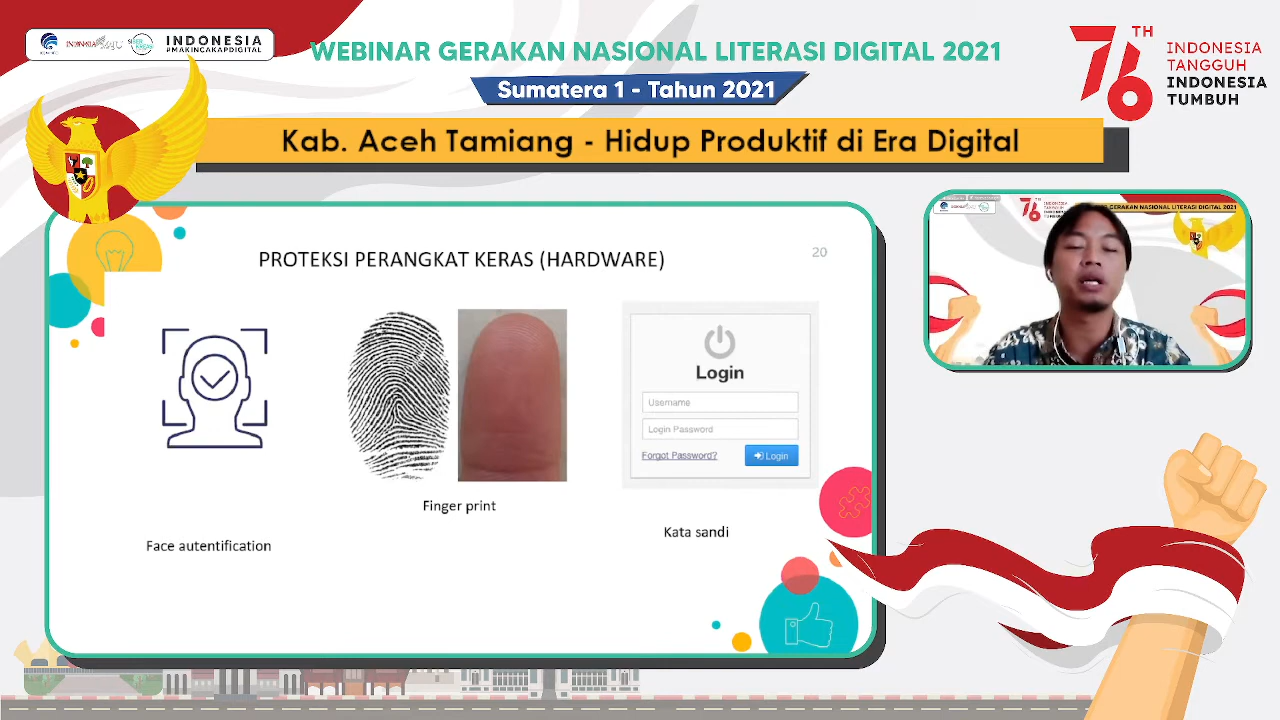 INDONESIA
#MAKINCAKAPDIGITAL
WEBINAR GERAKAN NASIONAL LITERASI DIGITAL 2021
Sumatera 1 - Tahun 2021
Kab. Aceh Tamiang - Hidup Produktif di Era Digital
76TH
INDONESIA
TANGGUH
INDONESIA
TUMBUH
PROTEKSI PERANGKAT KERAS (HARDWARE)
20
Login
Username
Login Password
Forgot Password?
Login
Finger print
Kata sandi
Face autentification
GERAKAN NASIONAL LITERASI DIGITAL 2021